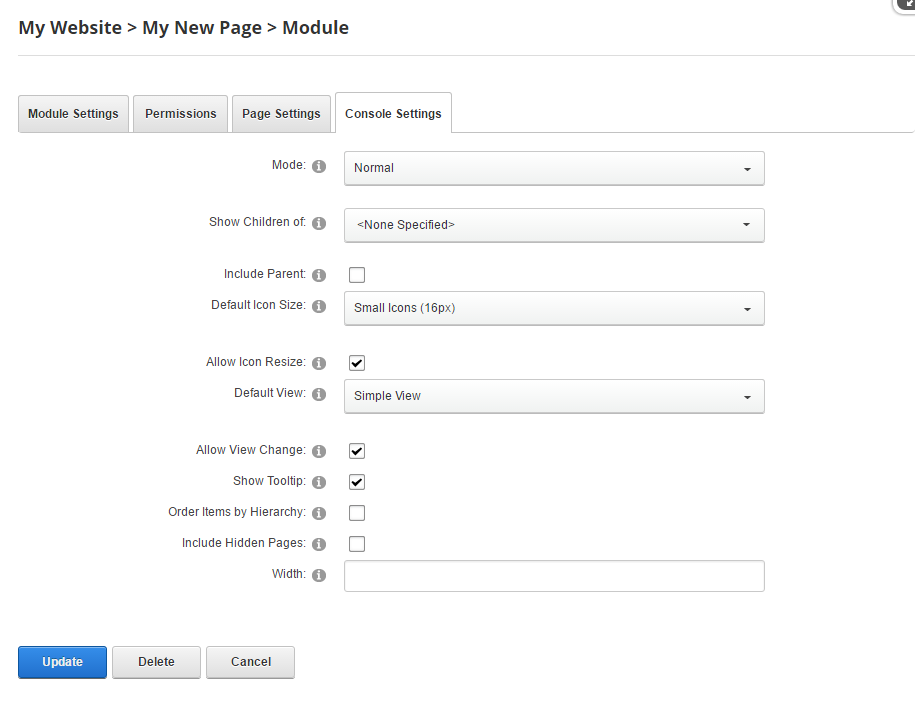 My Website > My New Page > Module
Module Settings Permissions Page Settings Console Settings
Mode: Normal
Show Children of: <None Specified>
Include Parent:
Default Icon Size: Small Icons (16px)
Allow Icon Resize:
Default View: Simple View
Allow View Change:
Show Tooltip:
Order Items by Hierarchy:
Include Hidden Pages:
Width:
Update Delete Cancel